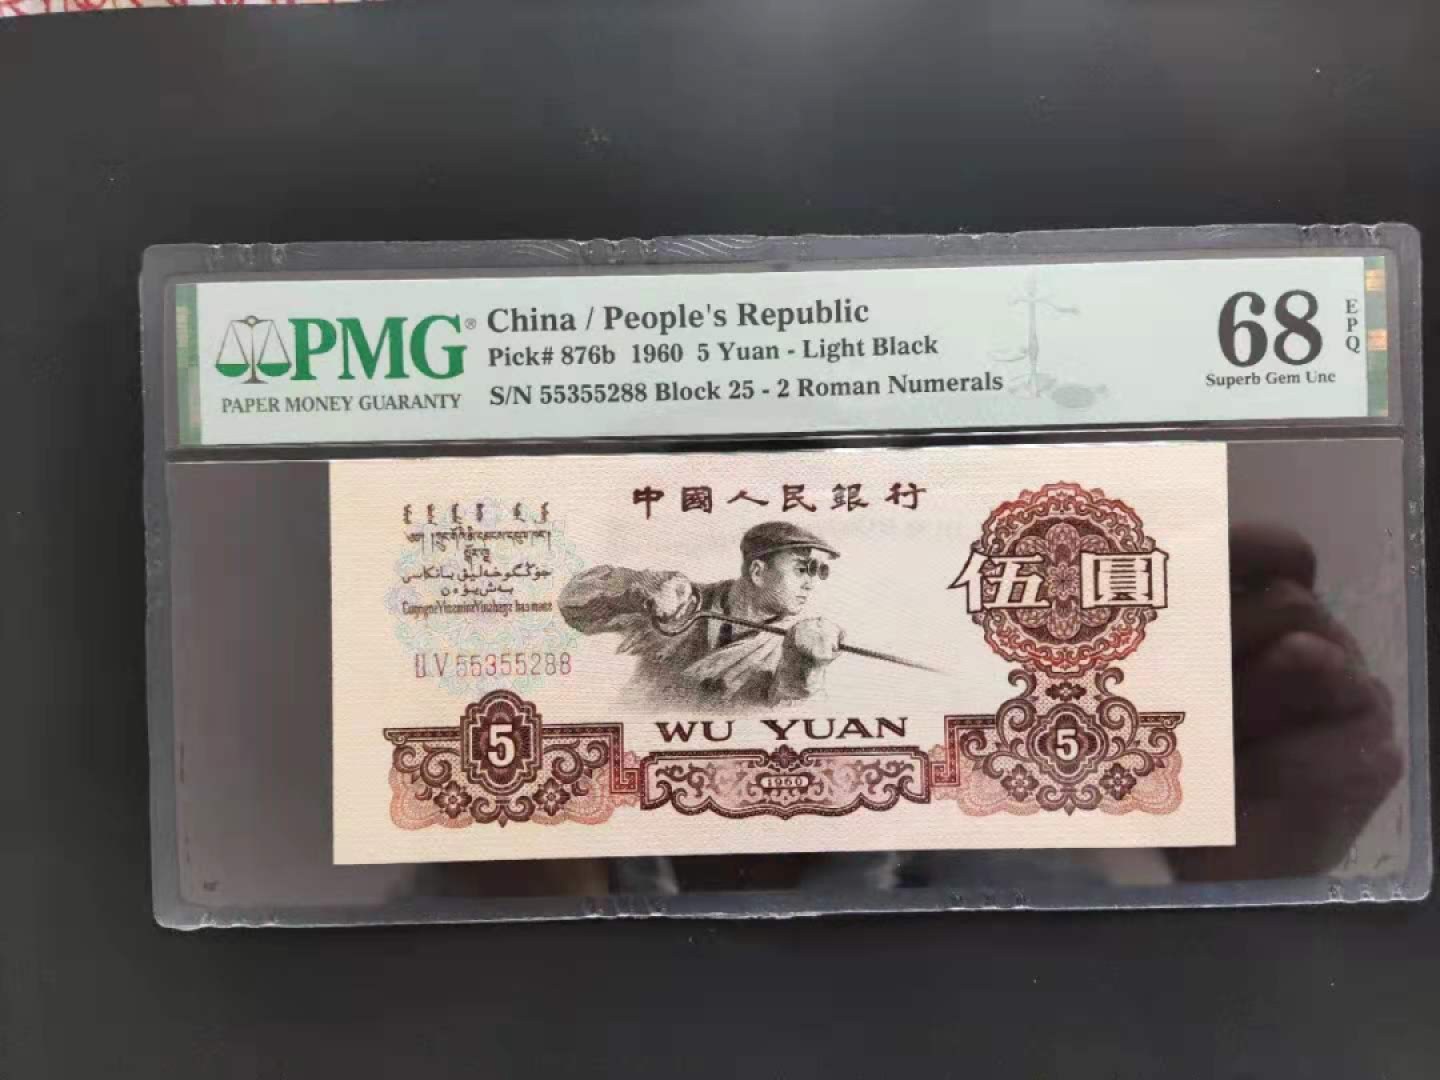 PMG®
PAPER MONEY GUARANTY
China / People's Republic
Pick# 876b 1960 5 Yuan - Light Black
S/N 55355288 Block 25 - 2 Roman Numerals
68
EPQ
Superb Gem Unc
中國人民銀行
伍圓
II V 55355288
WU YUAN
5
5
1960